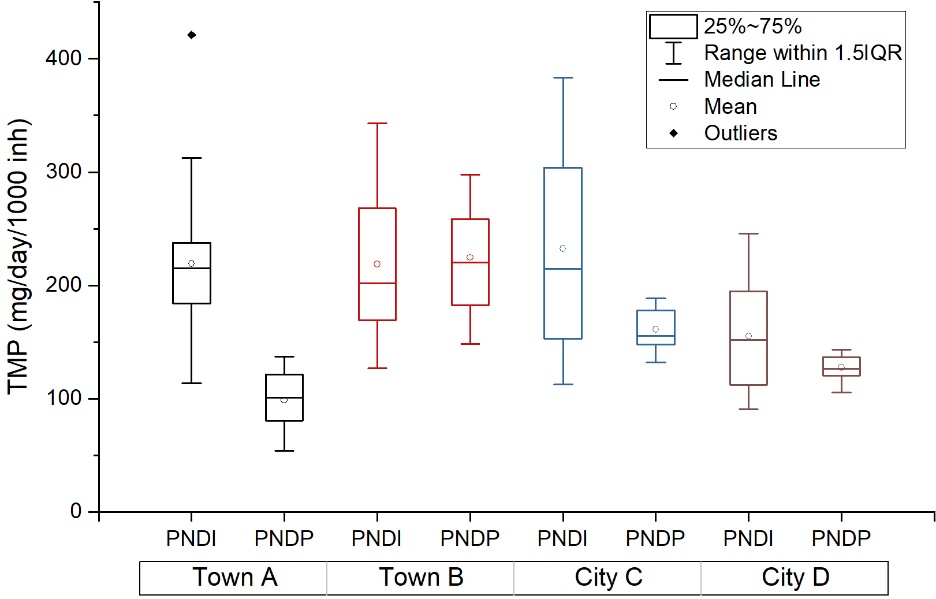 25%~75%
Range within 1.5IQR
Median Line
Mean
Outliers
TMP (mg/day/1000 inh)
400
300
200
100
0
PNDI PNDP PNDI PNDP PNDI PNDP PNDI PNDP
Town A Town B City C City D